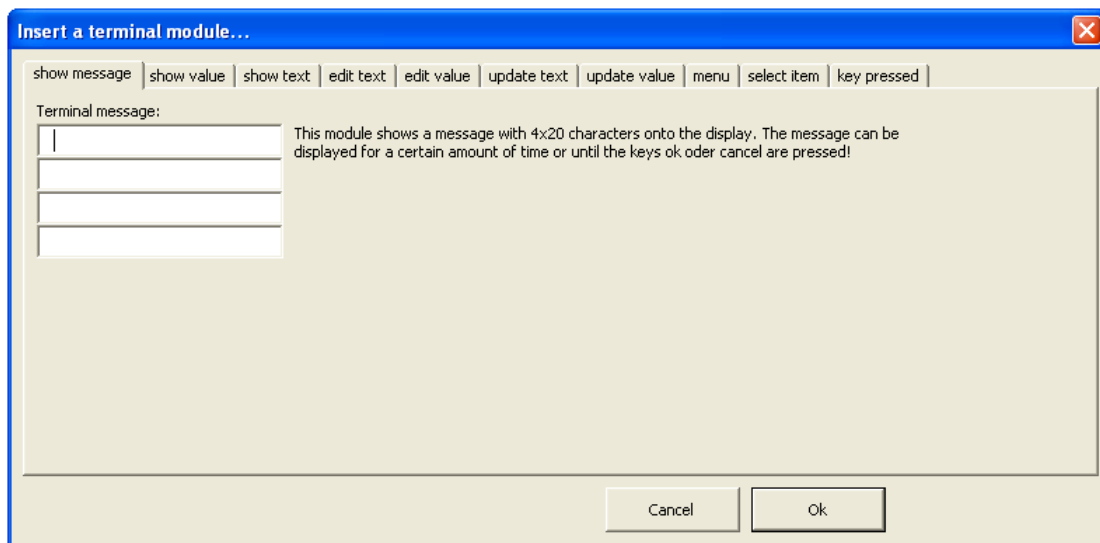 Insert a terminal module...
show message show value show text edit text edit value update text update value menu select item key pressed
Terminal message:
This module shows a message with 4x20 characters onto the display. The message can be
displayed for a certain amount of time or until the keys ok oder cancel are pressed!
Cancel Ok